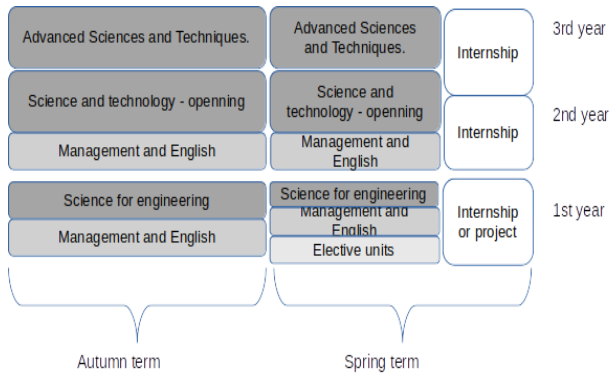 Advanced Sciences and Techniques.
Advanced Sciences
and Techniques.
Internship
3rd year
Science and technology - openning
Science and
technology - openning
Management and English
Management and
English
Internship
2nd year
Science for engineering
Management and English
Science for engineering
Management and
English
Elective units
Internship
or project
1st year
Autumn term
Spring term